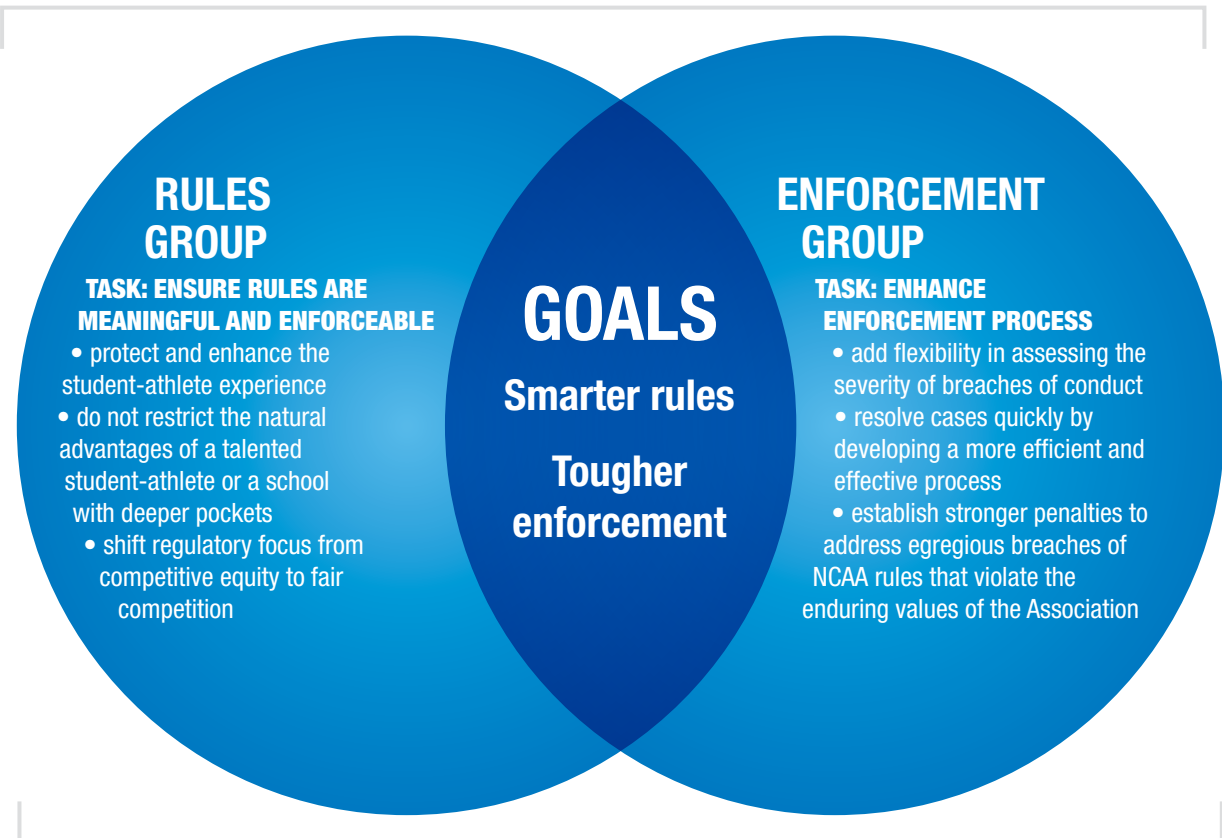 RULES
GROUP
TASK: ENSURE RULES ARE
MEANINGFUL AND ENFORCEABLE
• protect and enhance the
student-athlete experience
• do not restrict the natural
advantages of a talented
student-athlete or a school
with deeper pockets
• shift regulatory focus from
competitive equity to fair
competition
GOALS
Smarter rules
Tougher
enforcement
ENFORCEMENT
GROUP
TASK: ENHANCE
ENFORCEMENT PROCESS
• add flexibility in assessing the
severity of breaches of conduct
• resolve cases quickly by
developing a more efficient and
effective process
• establish stronger penalties to
address egregious breaches of
NCAA rules that violate the
enduring values of the Association